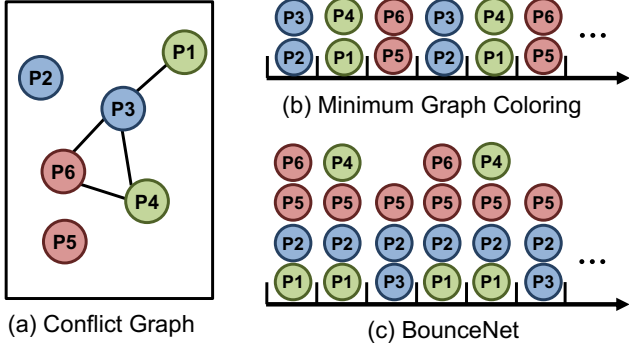 P1
P2
P3
P6
P4
P5
(a) Conflict Graph
P3 P4 P6 P3 P4 P6
P2 P1 P5 P2 P1 P5 ...
(b) Minimum Graph Coloring
P6 P4 P6 P4
P5 P5 P5 P5 P5 P5
P2 P2 P2 P2 P2 P2
P1 P1 P3 P1 P1 P3 ...
(c) BounceNet